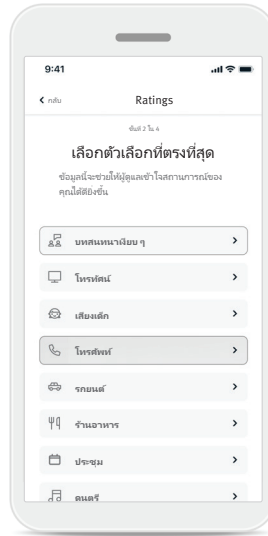 9:41
กลับ
Ratings
ขั้นที่ 2 ใน 4
เลือกตัวเลือกที่ตรงที่สุด
ข้อมูลนี้จะช่วยให้ผู้ดูแลเข้าใจสถานการณ์ของ
คุณได้ดียิ่งขึ้น
บทสนทนาเงียบ ๆ
โทรทัศน์
เสียงเด็ก
โทรศัพท์
รถยนต์
ร้านอาหาร
ประชุม
ดนตรี